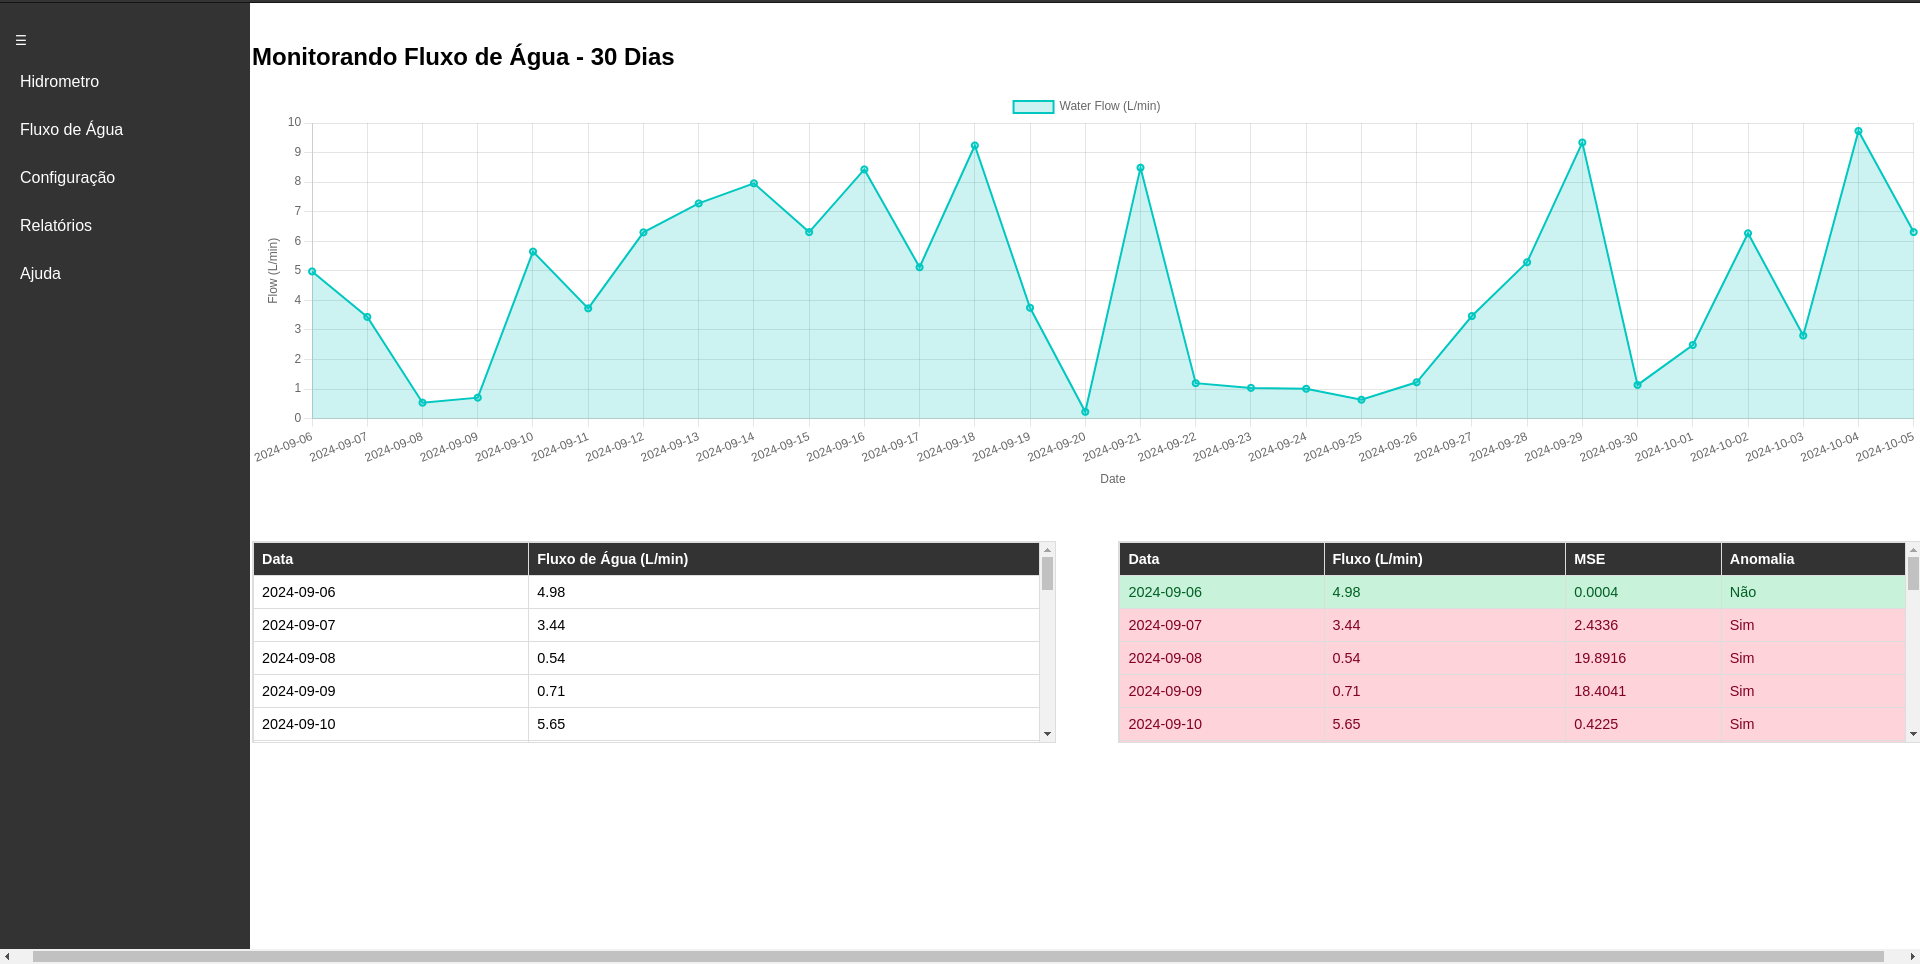 ☰
Hidrometro
Fluxo de Água
Configuração
Relatórios
Ajuda
Monitorando Fluxo de Água - 30 Dias
Water Flow (L/min)
Flow (L/min)
10
9
8
7
6
5
4
3
2
1
0
2024-09-06 2024-09-07 2024-09-08 2024-09-09 2024-09-10 2024-09-11 2024-09-12 2024-09-13 2024-09-14 2024-09-15 2024-09-16 2024-09-17 2024-09-18 2024-09-19 2024-09-20 2024-09-21 2024-09-22 2024-09-23 2024-09-24 2024-09-25 2024-09-26 2024-09-27 2024-09-28 2024-09-29 2024-09-30 2024-10-01 2024-10-02 2024-10-03 2024-10-04 2024-10-05
Date
Data Fluxo de Água (L/min)
2024-09-06 4.98
2024-09-07 3.44
2024-09-08 0.54
2024-09-09 0.71
2024-09-10 5.65
Data Fluxo (L/min) MSE Anomalia
2024-09-06 4.98 0.0004 Não
2024-09-07 3.44 2.4336 Sim
2024-09-08 0.54 19.8916 Sim
2024-09-09 0.71 18.4041 Sim
2024-09-10 5.65 0.4225 Sim